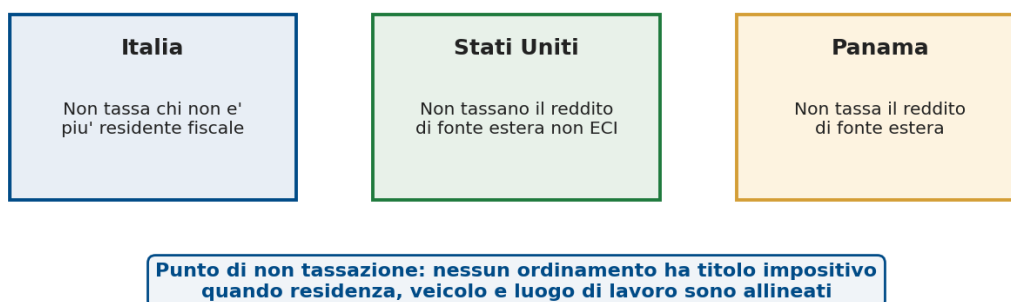 Italia
Non tassa chi non e'
piu' residente fiscale
Stati Uniti
Non tassano il reddito
di fonte estera non ECI
Panama
Non tassa il reddito
di fonte estera
Punto di non tassazione: nessun ordinamento ha titolo impositivo
quando residenza, veicolo e luogo di lavoro sono allineati